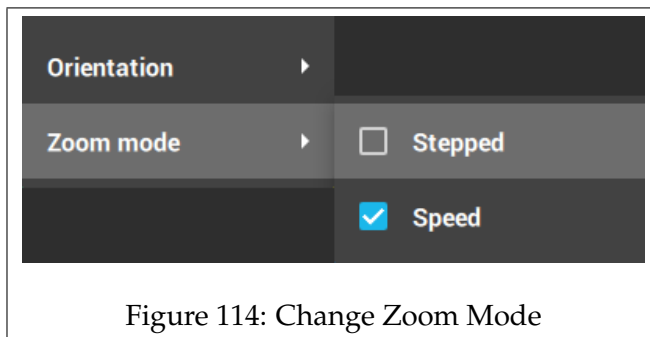 Orientation
Zoom mode
Stepped
Speed
Figure 114: Change Zoom Mode